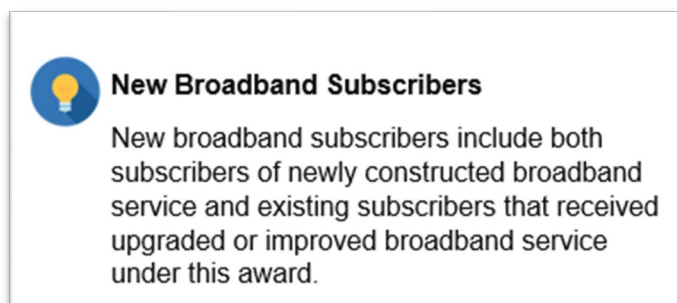 New Broadband Subscribers
New broadband subscribers include both
subscribers of newly constructed broadband
service and existing subscribers that received
upgraded or improved broadband service
under this award.